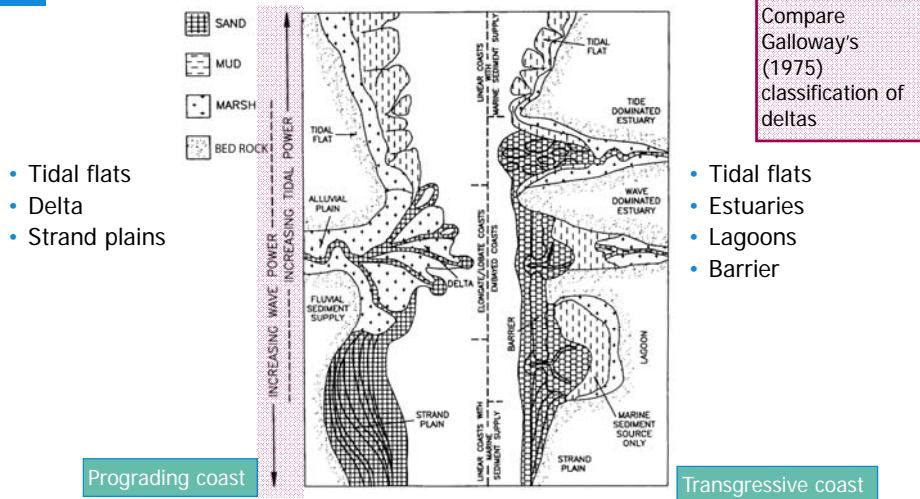 SAND
MUD
MARSH
BED ROCK
INCREASING WAVE POWER
INCREASING TIDAL POWER
• Tidal flats
• Delta
• Strand plains
TIDAL
FLAT
ALLUVIAL
PLAIN
DELTA
FLUVIAL
SEDIMENT
SUPPLY
STRAND
PLAIN
LINEAR COASTS
WITH
MARINE SEDIMENT SUPPLY
ELONGATE/LOBATE COASTS
EMBAYED COASTS
LINEAR COASTS WITH
MARINE
SEDIMENT SUPPLY
TIDAL
FLAT
TIDE
DOMINATED
ESTUARY
WAVE
DOMINATED
ESTUARY
BARRIER
LAGOON
MARINE
SEDIMENT
SOURCE
ONLY
STRAND
PLAIN
Compare
Galloway's
(1975)
classification of
deltas
• Tidal flats
• Estuaries
• Lagoons
• Barrier
Prograding coast
Transgressive coast